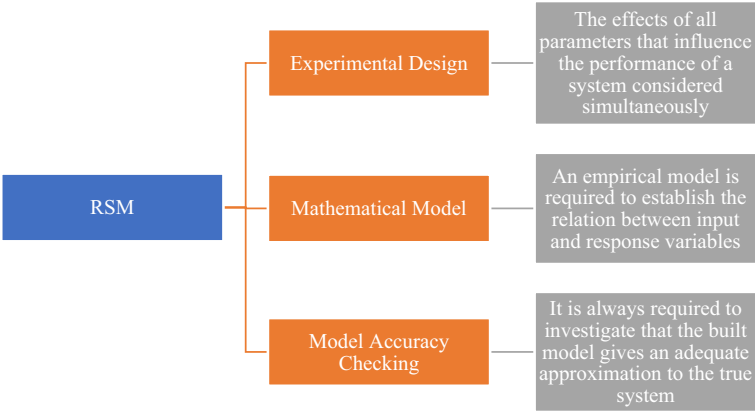 RSM
Experimental Design
The effects of all
parameters that influence
the performance of a
system considered
simultaneously
Mathematical Model
An empirical model is
required to establish the
relation between input
and response variables
Model Accuracy
Checking
It is always required to
investigate that the built
model gives an adequate
approximation to the true
system